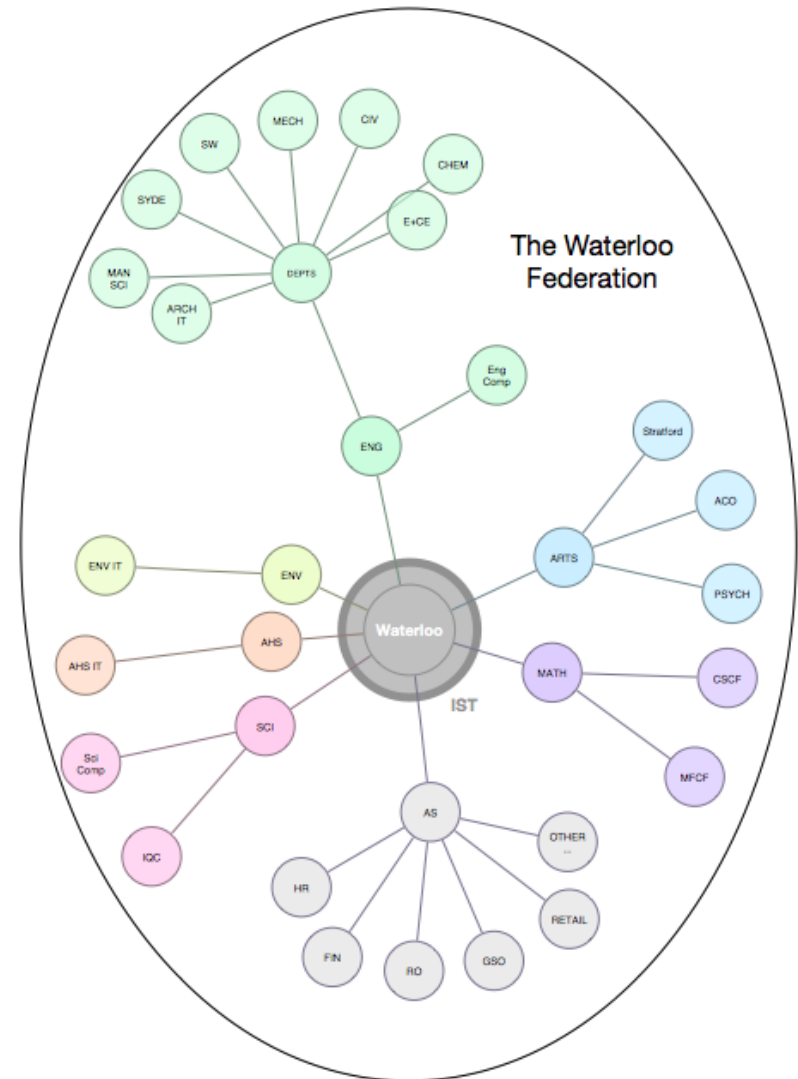 MECH
CIV
SW
CHEM
SYDE
E+CE
The Waterloo
Federation
MAN
SCI
DEPTS
ARCH
IT
Eng
Comp
Stratford
ENG
ACO
ARTS
ENV IT
ENV
PSYCH
Waterloo
AHS
AHS IT
MATH
CSCF
IST
SCI
Sci
Comp
MFCF
AS
OTHER
...
IQC
HR
RETAIL
FIN
RO
GSO